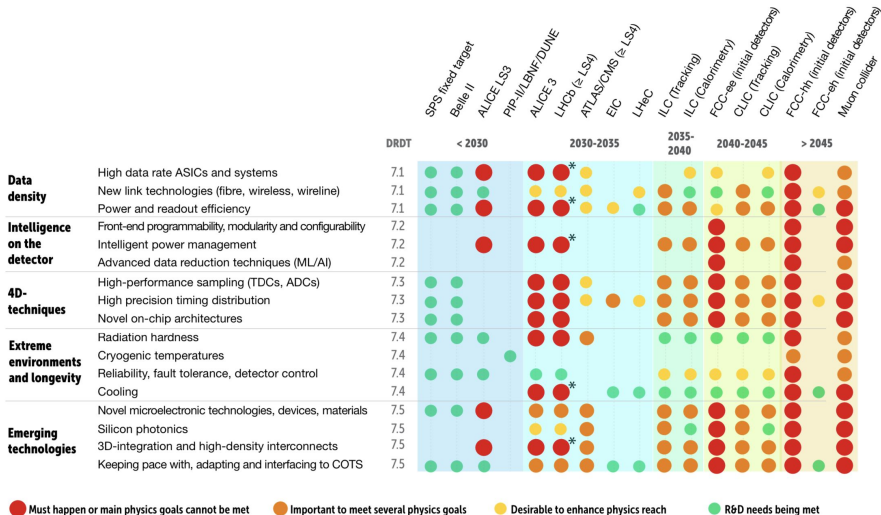 SPS fixed target
Belle II
ALICE LS3
PIP-II/LBNF/DUNE
ALICE 3
LHCb (≥ LS4)
ATLAS/CMS (≥ LS4)
EIC
LHeC
ILC (Tracking)
ILC (Calorimetry)
FCC-ee (initial detectors)
CLIC (Tracking)
CLIC (Calorimetry)
FCC-hh (initial detectors)
FCC-eh (initial detectors)
Muon collider
DRDT < 2030 2030-2035 2035-2040 2040-2045 > 2045
Data density
High data rate ASICs and systems 7.1 *
New link technologies (fibre, wireless, wireline) 7.1
Power and readout efficiency 7.1 *
Intelligence on the detector
Front-end programmability, modularity and configurability 7.2
Intelligent power management 7.2 *
Advanced data reduction techniques (ML/AI) 7.2
4D-techniques
High-performance sampling (TDCs, ADCs) 7.3
High precision timing distribution 7.3
Novel on-chip architectures 7.3
Extreme environments and longevity
Radiation hardness 7.4
Cryogenic temperatures 7.4
Reliability, fault tolerance, detector control 7.4
Cooling 7.4 *
Emerging technologies
Novel microelectronic technologies, devices, materials 7.5
Silicon photonics 7.5
3D-integration and high-density interconnects 7.5 *
Keeping pace with, adapting and interfacing to COTS 7.5
Must happen or main physics goals cannot be met
Important to meet several physics goals
Desirable to enhance physics reach
R&D needs being met